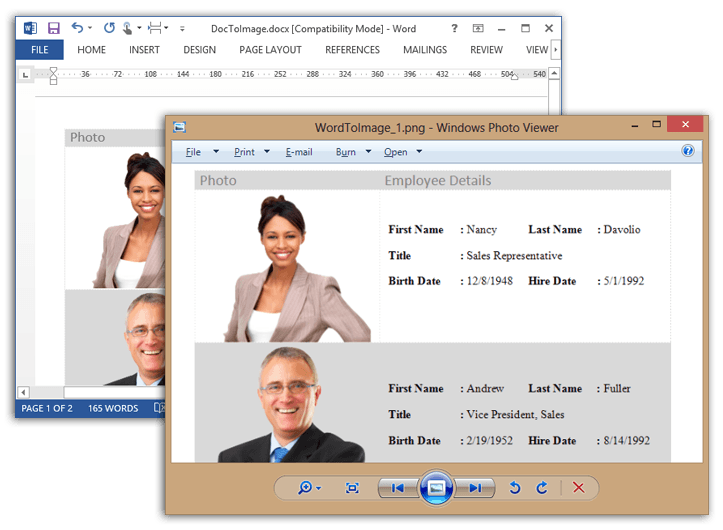 DocToImage.docx [Compatibility Mode] - Word
FILE HOME INSERT DESIGN PAGE LAYOUT REFERENCES MAILINGS REVIEW VIEW
L 36 72 108 144 180 216 252 288 324 360 396 432 468 504 540
Photo
PAGE 1 OF 2 165 WORDS
WordToImage_1.png - Windows Photo Viewer
File Print E-mail Burn Open
Photo Employee Details
First Name : Nancy Last Name : Davolio
Title : Sales Representative
Birth Date : 12/8/1948 Hire Date : 5/1/1992
First Name : Andrew Last Name : Fuller
Title : Vice President, Sales
Birth Date : 2/19/1952 Hire Date : 8/14/1992